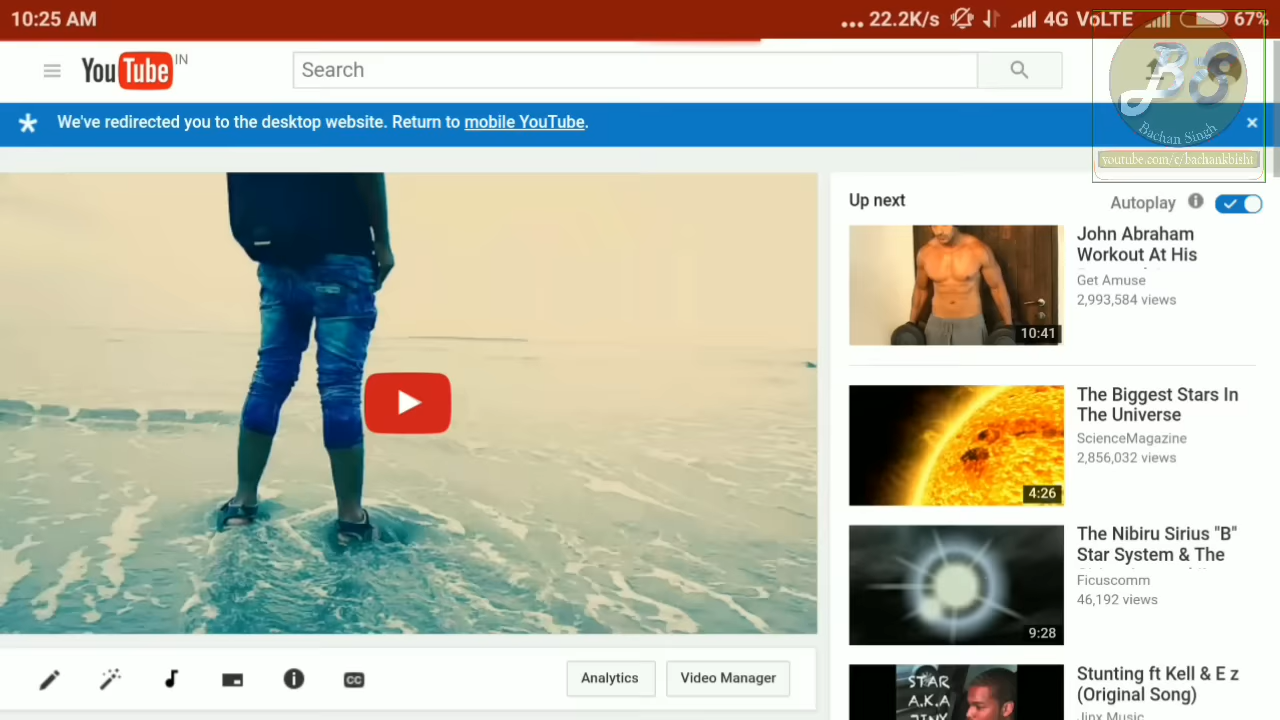 10:25 AM
... 22.2K/s 4G VoLTE 67%
YouTube IN
Search
We've redirected you to the desktop website. Return to mobile YouTube.
BS
Bachan Singh
youtube.com/c/bachankbisht
Up next
Autoplay
John Abraham
Workout At His
Get Amuse
2,993,584 views
10:41
The Biggest Stars In
The Universe
ScienceMagazine
2,856,032 views
4:26
The Nibiru Sirius "B"
Star System & The
Ficuscomm
46,192 views
9:28
Stunting ft Kell & E z
(Original Song)
Jinx Music
STAR
A.K.A
JINX
CC
Analytics
Video Manager